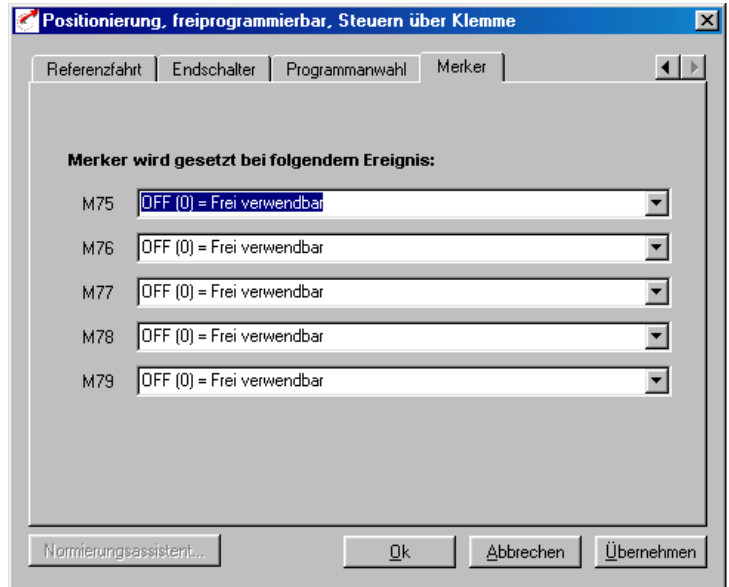 Positionierung, freiprogrammierbar, Steuern über Klemme
Referenzfahrt Endschalter Programmanwahl Merker
Merker wird gesetzt bei folgendem Ereignis:
M75 OFF (0) = Frei verwendbar
M76 OFF (0) = Frei verwendbar
M77 OFF (0) = Frei verwendbar
M78 OFF (0) = Frei verwendbar
M79 OFF (0) = Frei verwendbar
Normierungsassistent... Ok Abbrechen Übernehmen